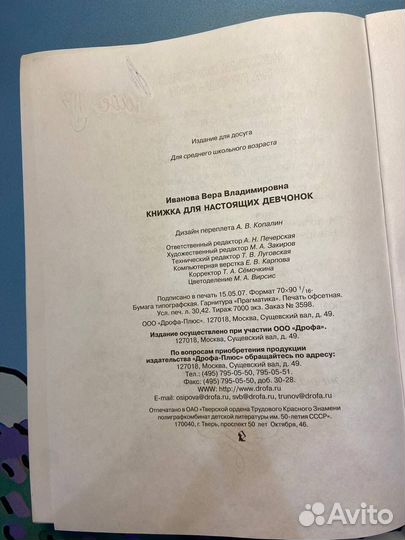 Издание для досуга
Для среднего школьного возраста
Иванова Вера Владимировна
КНИЖКА ДЛЯ НАСТОЯЩИХ ДЕВЧОНОК
Дизайн переплета А. В. Копалин
Ответственный редактор А. Н. Печерская
Художественный редактор М. А. Закиров
Технический редактор Т. В. Луговская
Компьютерная верстка Е. В. Карпова
Корректор Т. А. Сёмочкина
Цветоделение М. А. Вирсис
Подписано в печать 15.05.07. Формат 70×90 1/16.
Бумага типографская. Гарнитура «Прагматика». Печать офсетная.
Усл. печ. л. 30,42. Тираж 7000 экз. Заказ № 3598.
ООО «Дрофа-Плюс». 127018, Москва, Сущевский вал, д. 49.
Издание осуществлено при участии ООО «Дрофа».
127018, Москва, Сущевский вал, д. 49.
По вопросам приобретения продукции
издательства «Дрофа-Плюс» обращайтесь по адресу:
127018, Москва, Сущевский вал, д. 49.
Тел.: (495) 795-05-50, 795-05-51.
Факс: (495) 795-05-50, доб. 30-28.
WWW: http://www.drofa.ru
E-mail: osipova@drofa.ru, svb@drofa.ru, trunov@drofa.ru
Отпечатано в ОАО «Тверской ордена Трудового Красного Знамени
полиграфкомбинат детской литературы им. 50-летия СССР».
170040, г. Тверь, проспект 50 лет Октября, 46.
Avito